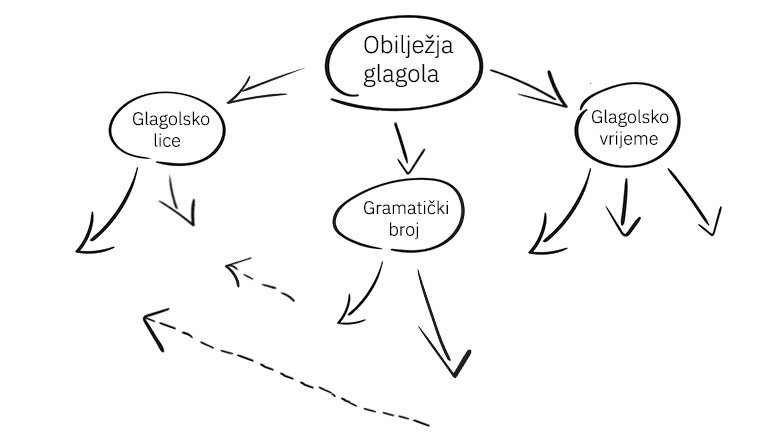 Obilježja
glagola
Glagolsko
lice
Gramatički
broj
Glagolsko
vrijeme